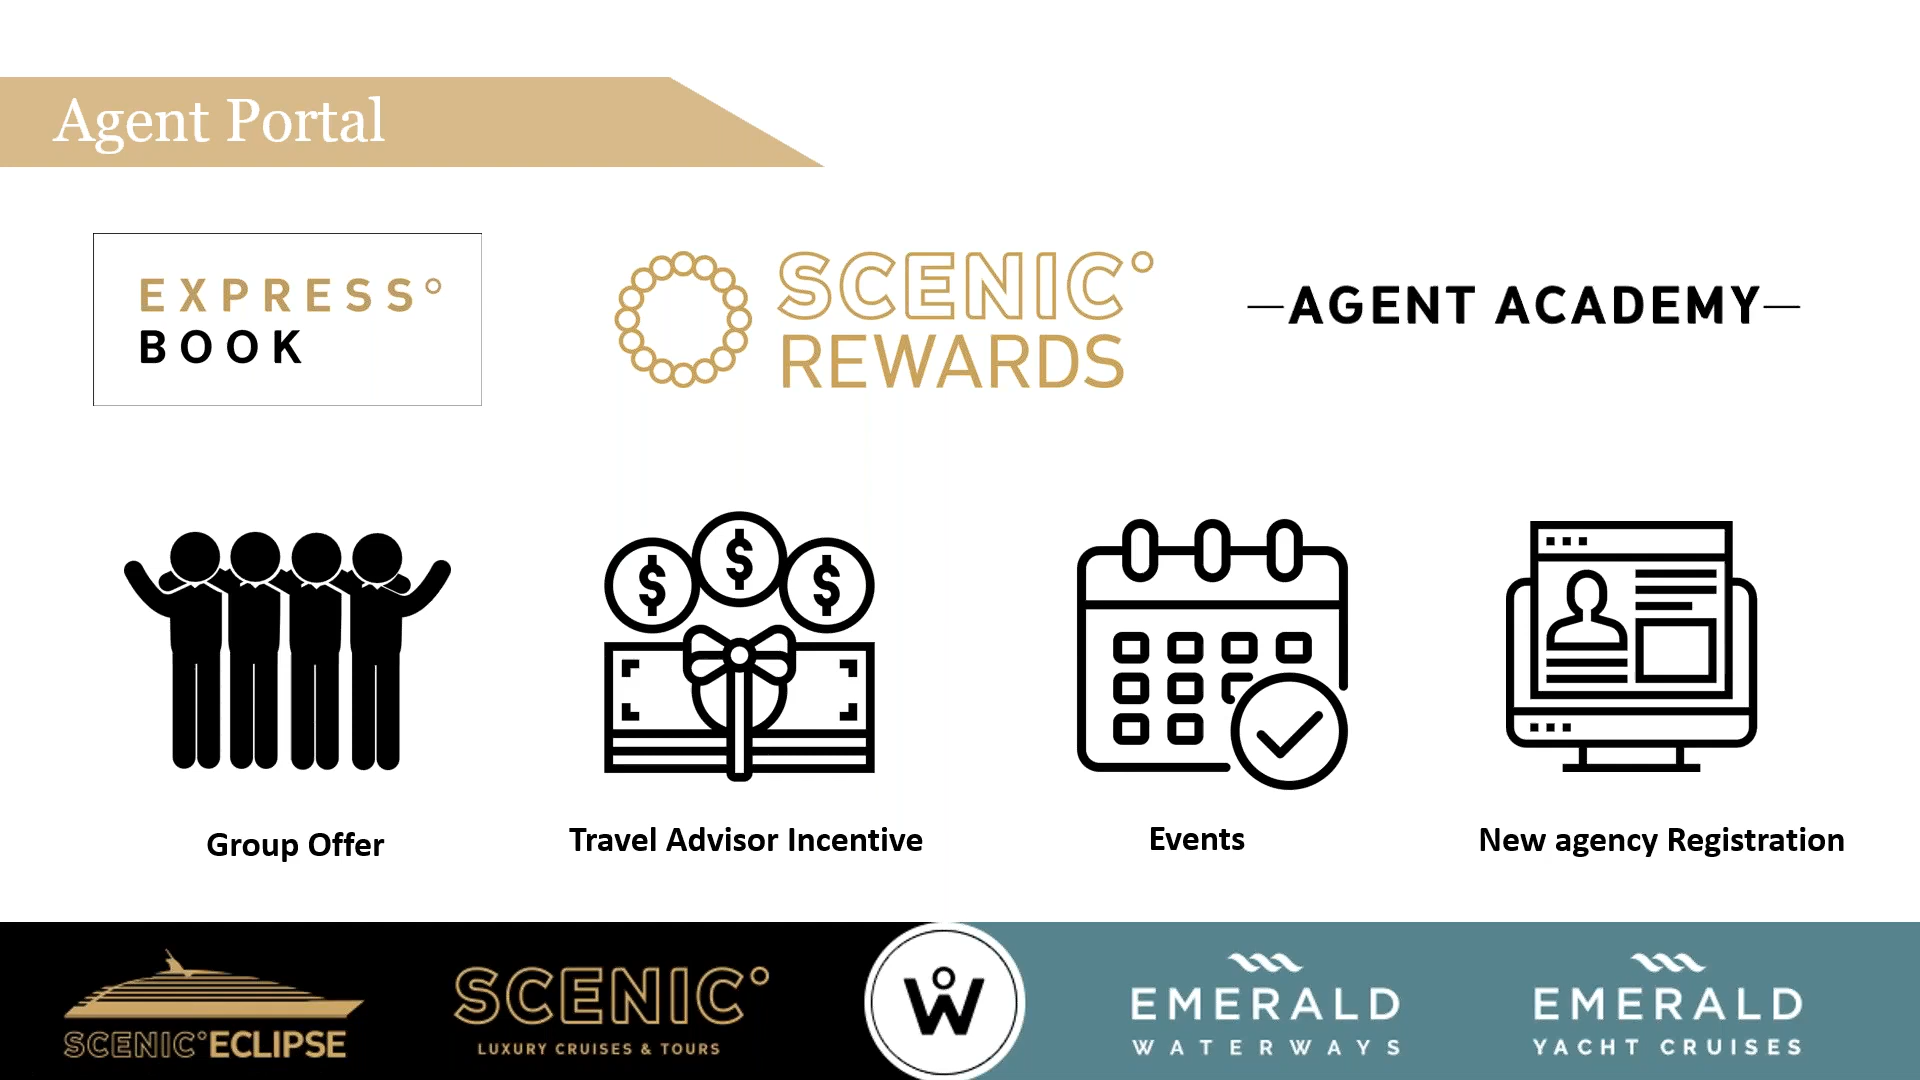 Agent Portal
EXPRESS°
BOOK
SCENIC°
REWARDS
—AGENT ACADEMY—
$ $ $
Group Offer
Travel Advisor Incentive
Events
New agency Registration
SCENIC°ECLIPSE
SCENIC°
LUXURY CRUISES & TOURS
W
EMERALD
WATERWAYS
EMERALD
YACHT CRUISES